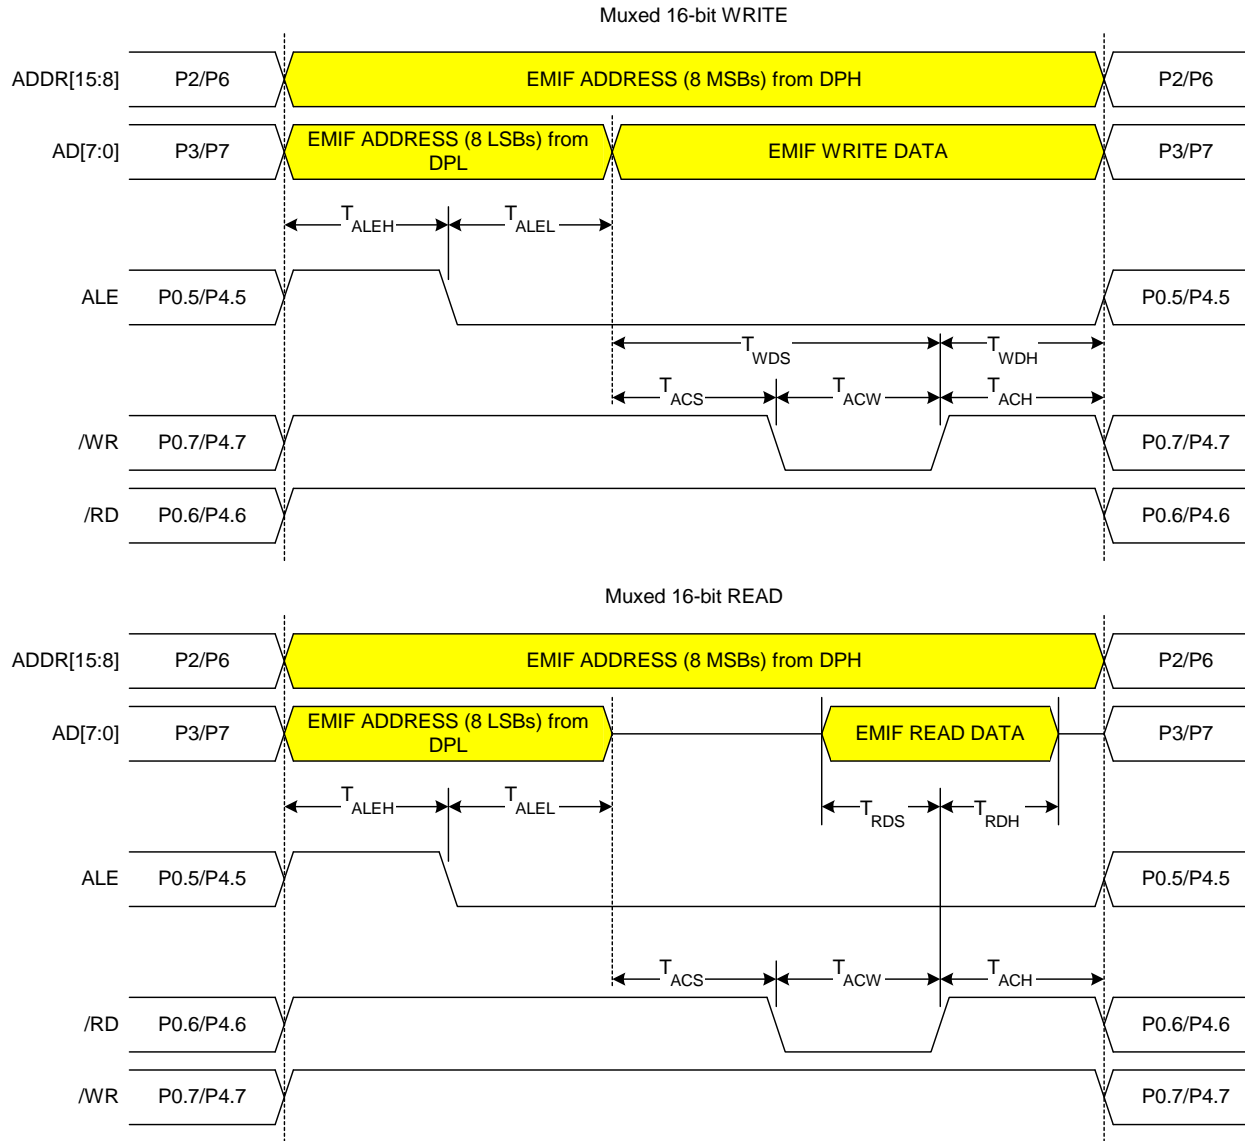 Muxed 16-bit WRITE
ADDR[15:8] P2/P6 EMIF ADDRESS (8 MSBs) from DPH P2/P6
AD[7:0] P3/P7 EMIF ADDRESS (8 LSBs) from DPL EMIF WRITE DATA P3/P7
TALEH TALEL
ALE P0.5/P4.5 P0.5/P4.5
TWDS TWDH
TACS TACW TACH
/WR P0.7/P4.7 P0.7/P4.7
/RD P0.6/P4.6 P0.6/P4.6
Muxed 16-bit READ
ADDR[15:8] P2/P6 EMIF ADDRESS (8 MSBs) from DPH P2/P6
AD[7:0] P3/P7 EMIF ADDRESS (8 LSBs) from DPL EMIF READ DATA P3/P7
TALEH TALEL TRDS TRDH
ALE P0.5/P4.5 P0.5/P4.5
TACS TACW TACH
/RD P0.6/P4.6 P0.6/P4.6
/WR P0.7/P4.7 P0.7/P4.7